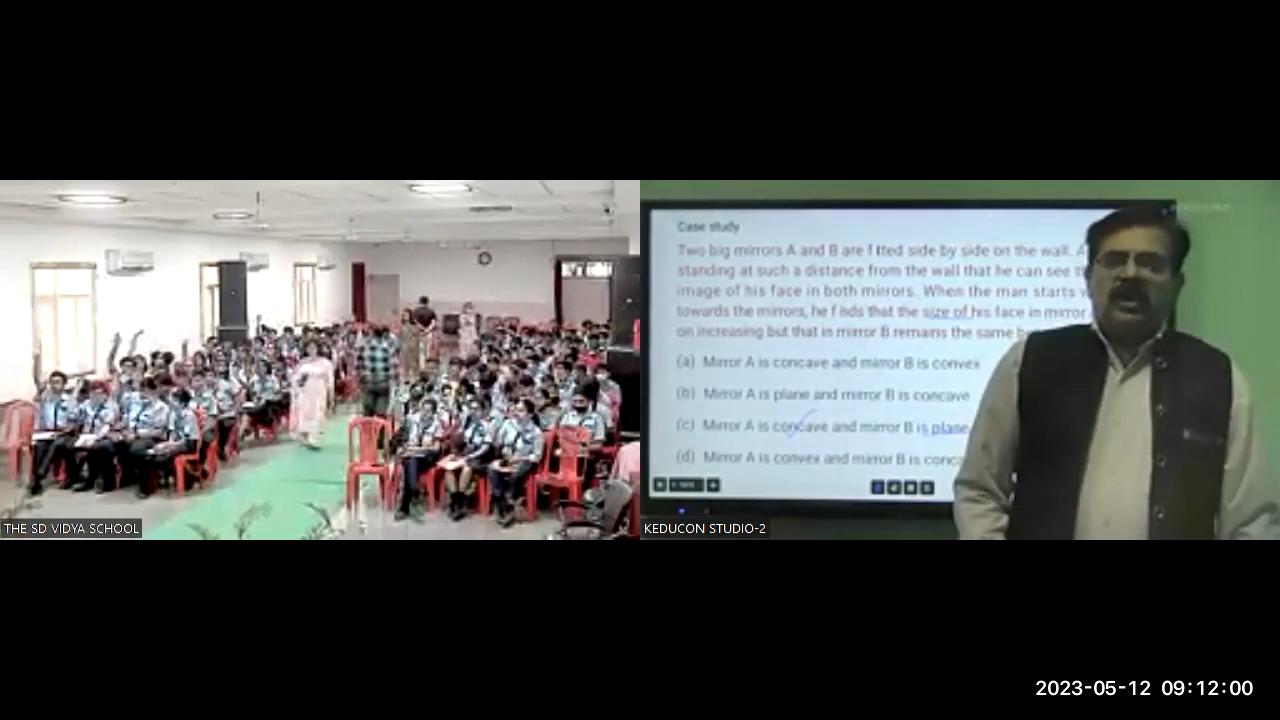 Case study
Two big mirrors A and B are fitted side by side on the wall. A
standing at such a distance from the wall that he can see
image of his face in both mirrors. When the man starts
towards the mirrors, he finds that the size of his face in mirror
on increasing but that in mirror B remains the same
(a) Mirror A is concave and mirror B is convex
(b) Mirror A is plane and mirror B is concave
(c) Mirror A is concave and mirror B is plane
(d) Mirror A is convex and mirror B is
THE SD VIDYA SCHOOL
KEDUCON STUDIO-2
2023-05-12 09:12:00